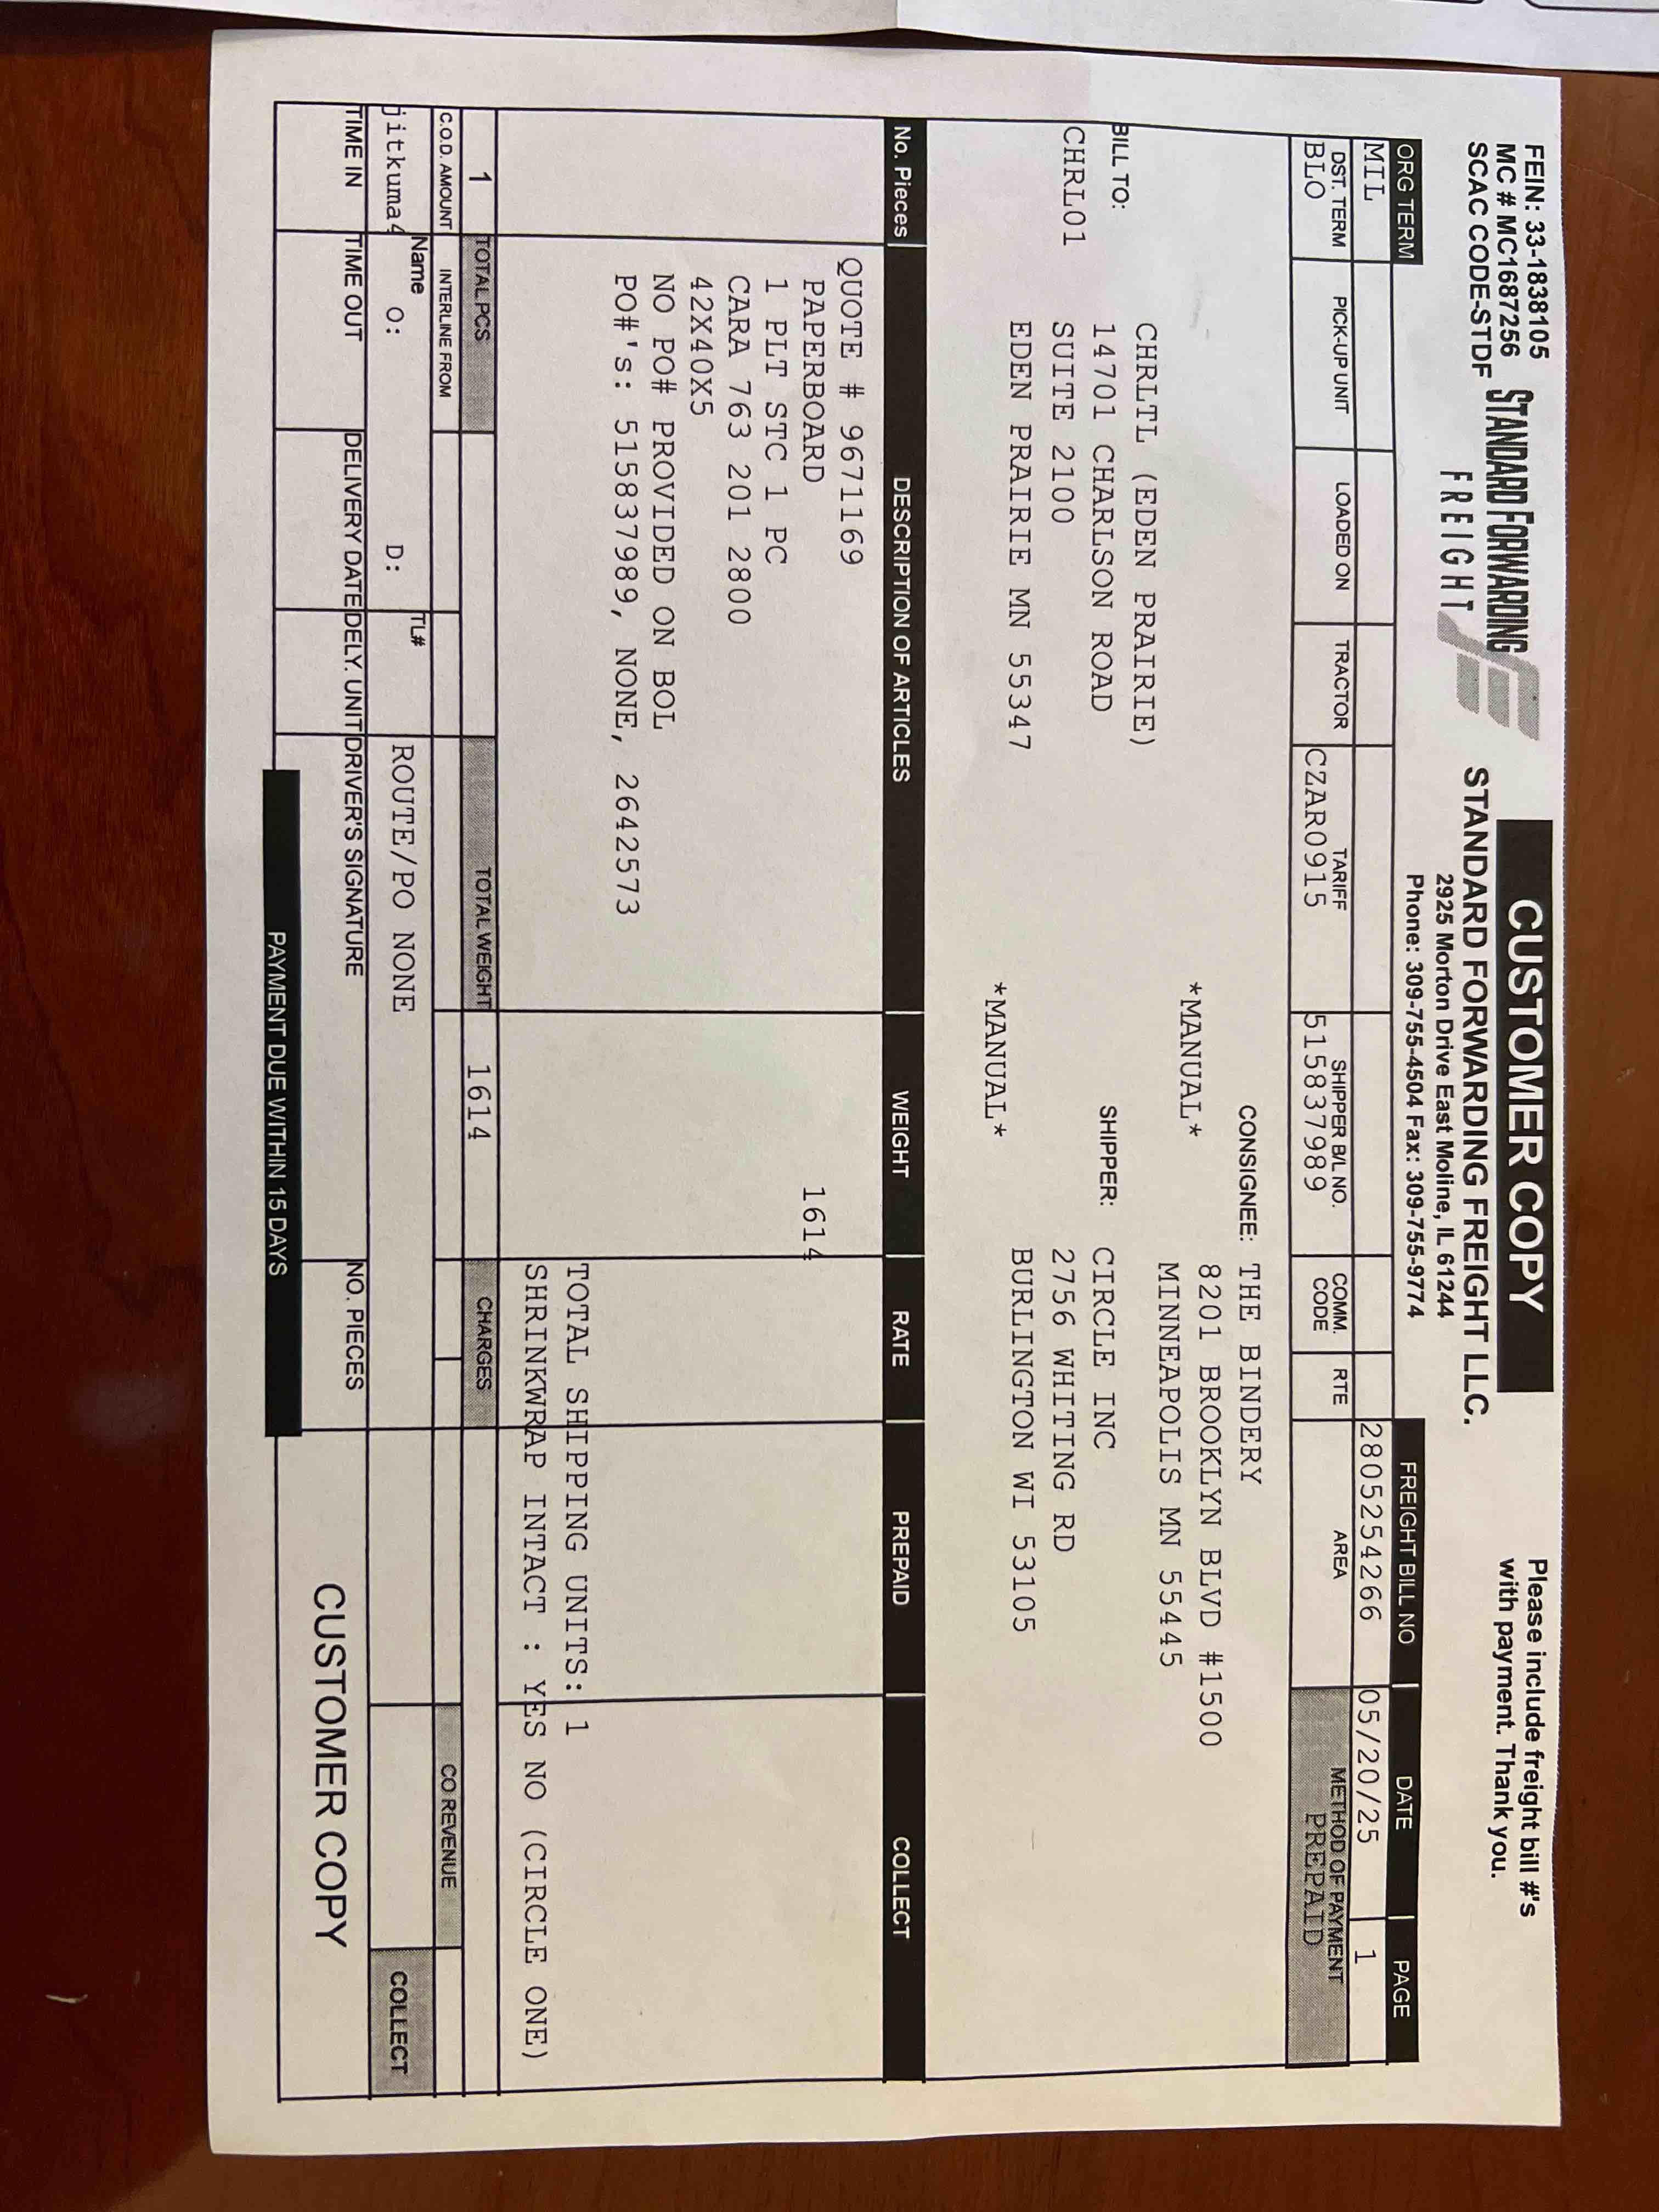 FEIN: 33-1838105
MC # MC1687256
SCAC CODE-STDF
STANDARD FORWARDING
FREIGHT
CUSTOMER COPY
STANDARD FORWARDING FREIGHT LLC.
2925 Morton Drive East Moline, IL 61244
Phone: 309-755-4504 Fax: 309-755-9774
Please include freight bill #'s
with payment. Thank you.
ORG TERM FREIGHT BILL NO DATE PAGE
MIL 2805254266 05/20/25 1
DST. TERM PICK-UP UNIT LOADED ON TRACTOR TARIFF SHIPPER B/L NO. COMM. CODE RTE AREA METHOD OF PAYMENT
BLO CZAR0915 515837989 PREPAID
CONSIGNEE: THE BINDERY
8201 BROOKLYN BLVD #1500
*MANUAL*
MINNEAPOLIS MN 55445
BILL TO:
CHRL01
CHRLTL (EDEN PRAIRIE)
14701 CHARLSON ROAD
SUITE 2100
EDEN PRAIRIE MN 55347
SHIPPER: CIRCLE INC
2756 WHITING RD
BURLINGTON WI 53105
*MANUAL*
No. Pieces DESCRIPTION OF ARTICLES WEIGHT RATE PREPAID COLLECT
QUOTE # 9671169
PAPERBOARD 1614
1 PLT STC 1 PC
CARA 763 201 2800
42X40X5
NO PO# PROVIDED ON BOL
PO#'s: 515837989, NONE, 2642573
TOTAL SHIPPING UNITS: 1
SHRINKWRAP INTACT : YES NO (CIRCLE ONE)
1 TOTAL PCS TOTAL WEIGHT 1614 CHARGES
C.O.D. AMOUNT INTERLINE FROM CO REVENUE
Name TL#
jitkuma4 O: D: ROUTE/PO NONE COLLECT
TIME IN TIME OUT DELIVERY DATE DELY. UNIT DRIVER'S SIGNATURE NO. PIECES
CUSTOMER COPY
PAYMENT DUE WITHIN 15 DAYS